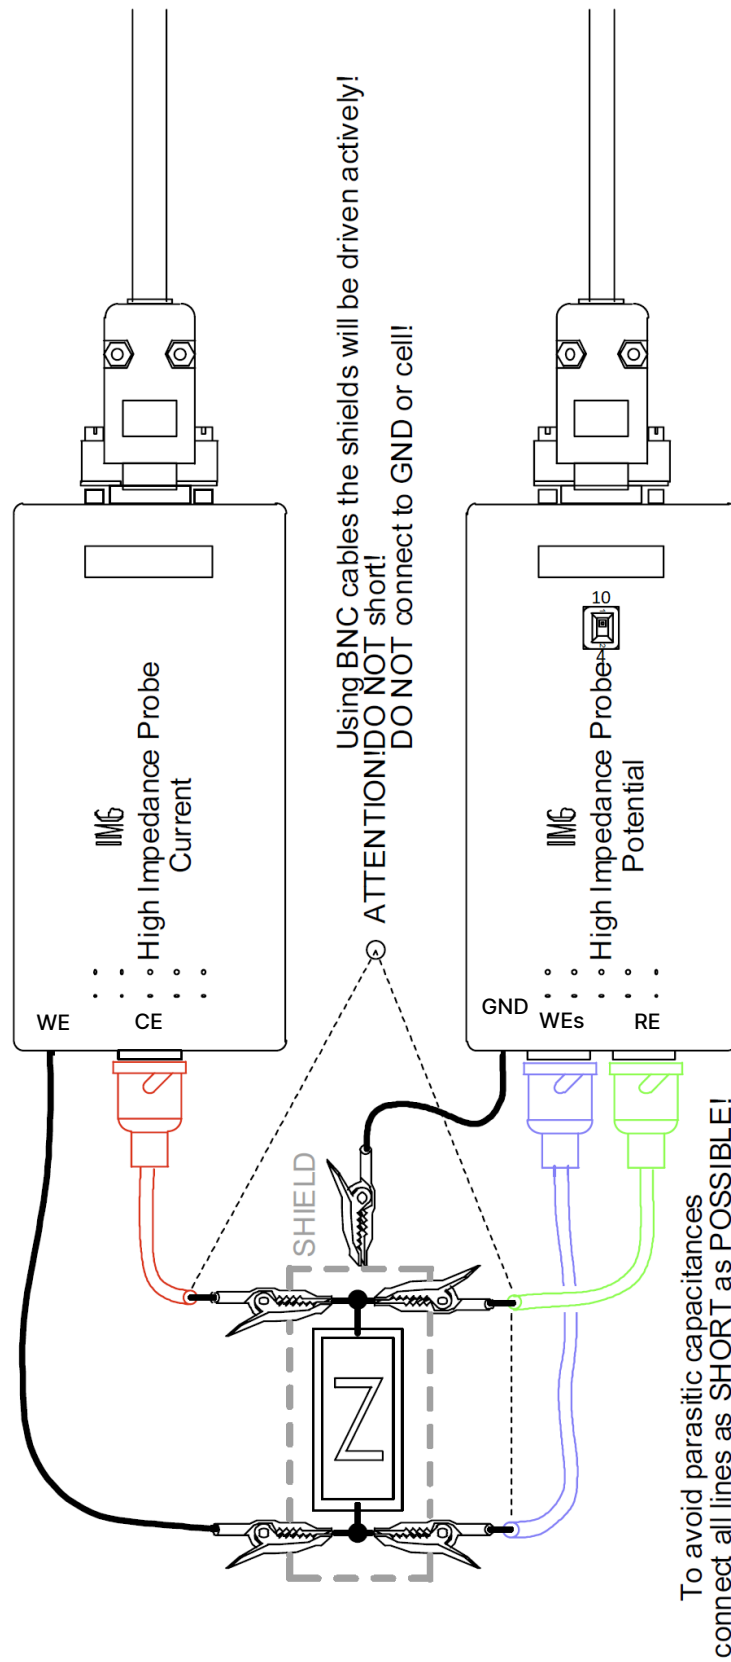 Using BNC cables the shields will be driven actively!
ATTENTION!DO NOT short!
DO NOT connect to GND or cell!
10
4
IM6
High Impedance Probe
Current
IM6
High Impedance Probe
Potential
WE
CE
GND
WEs
RE
SHIELD
Z
To avoid parasitic capacitances
connect all lines as SHORT as POSSIBLE!